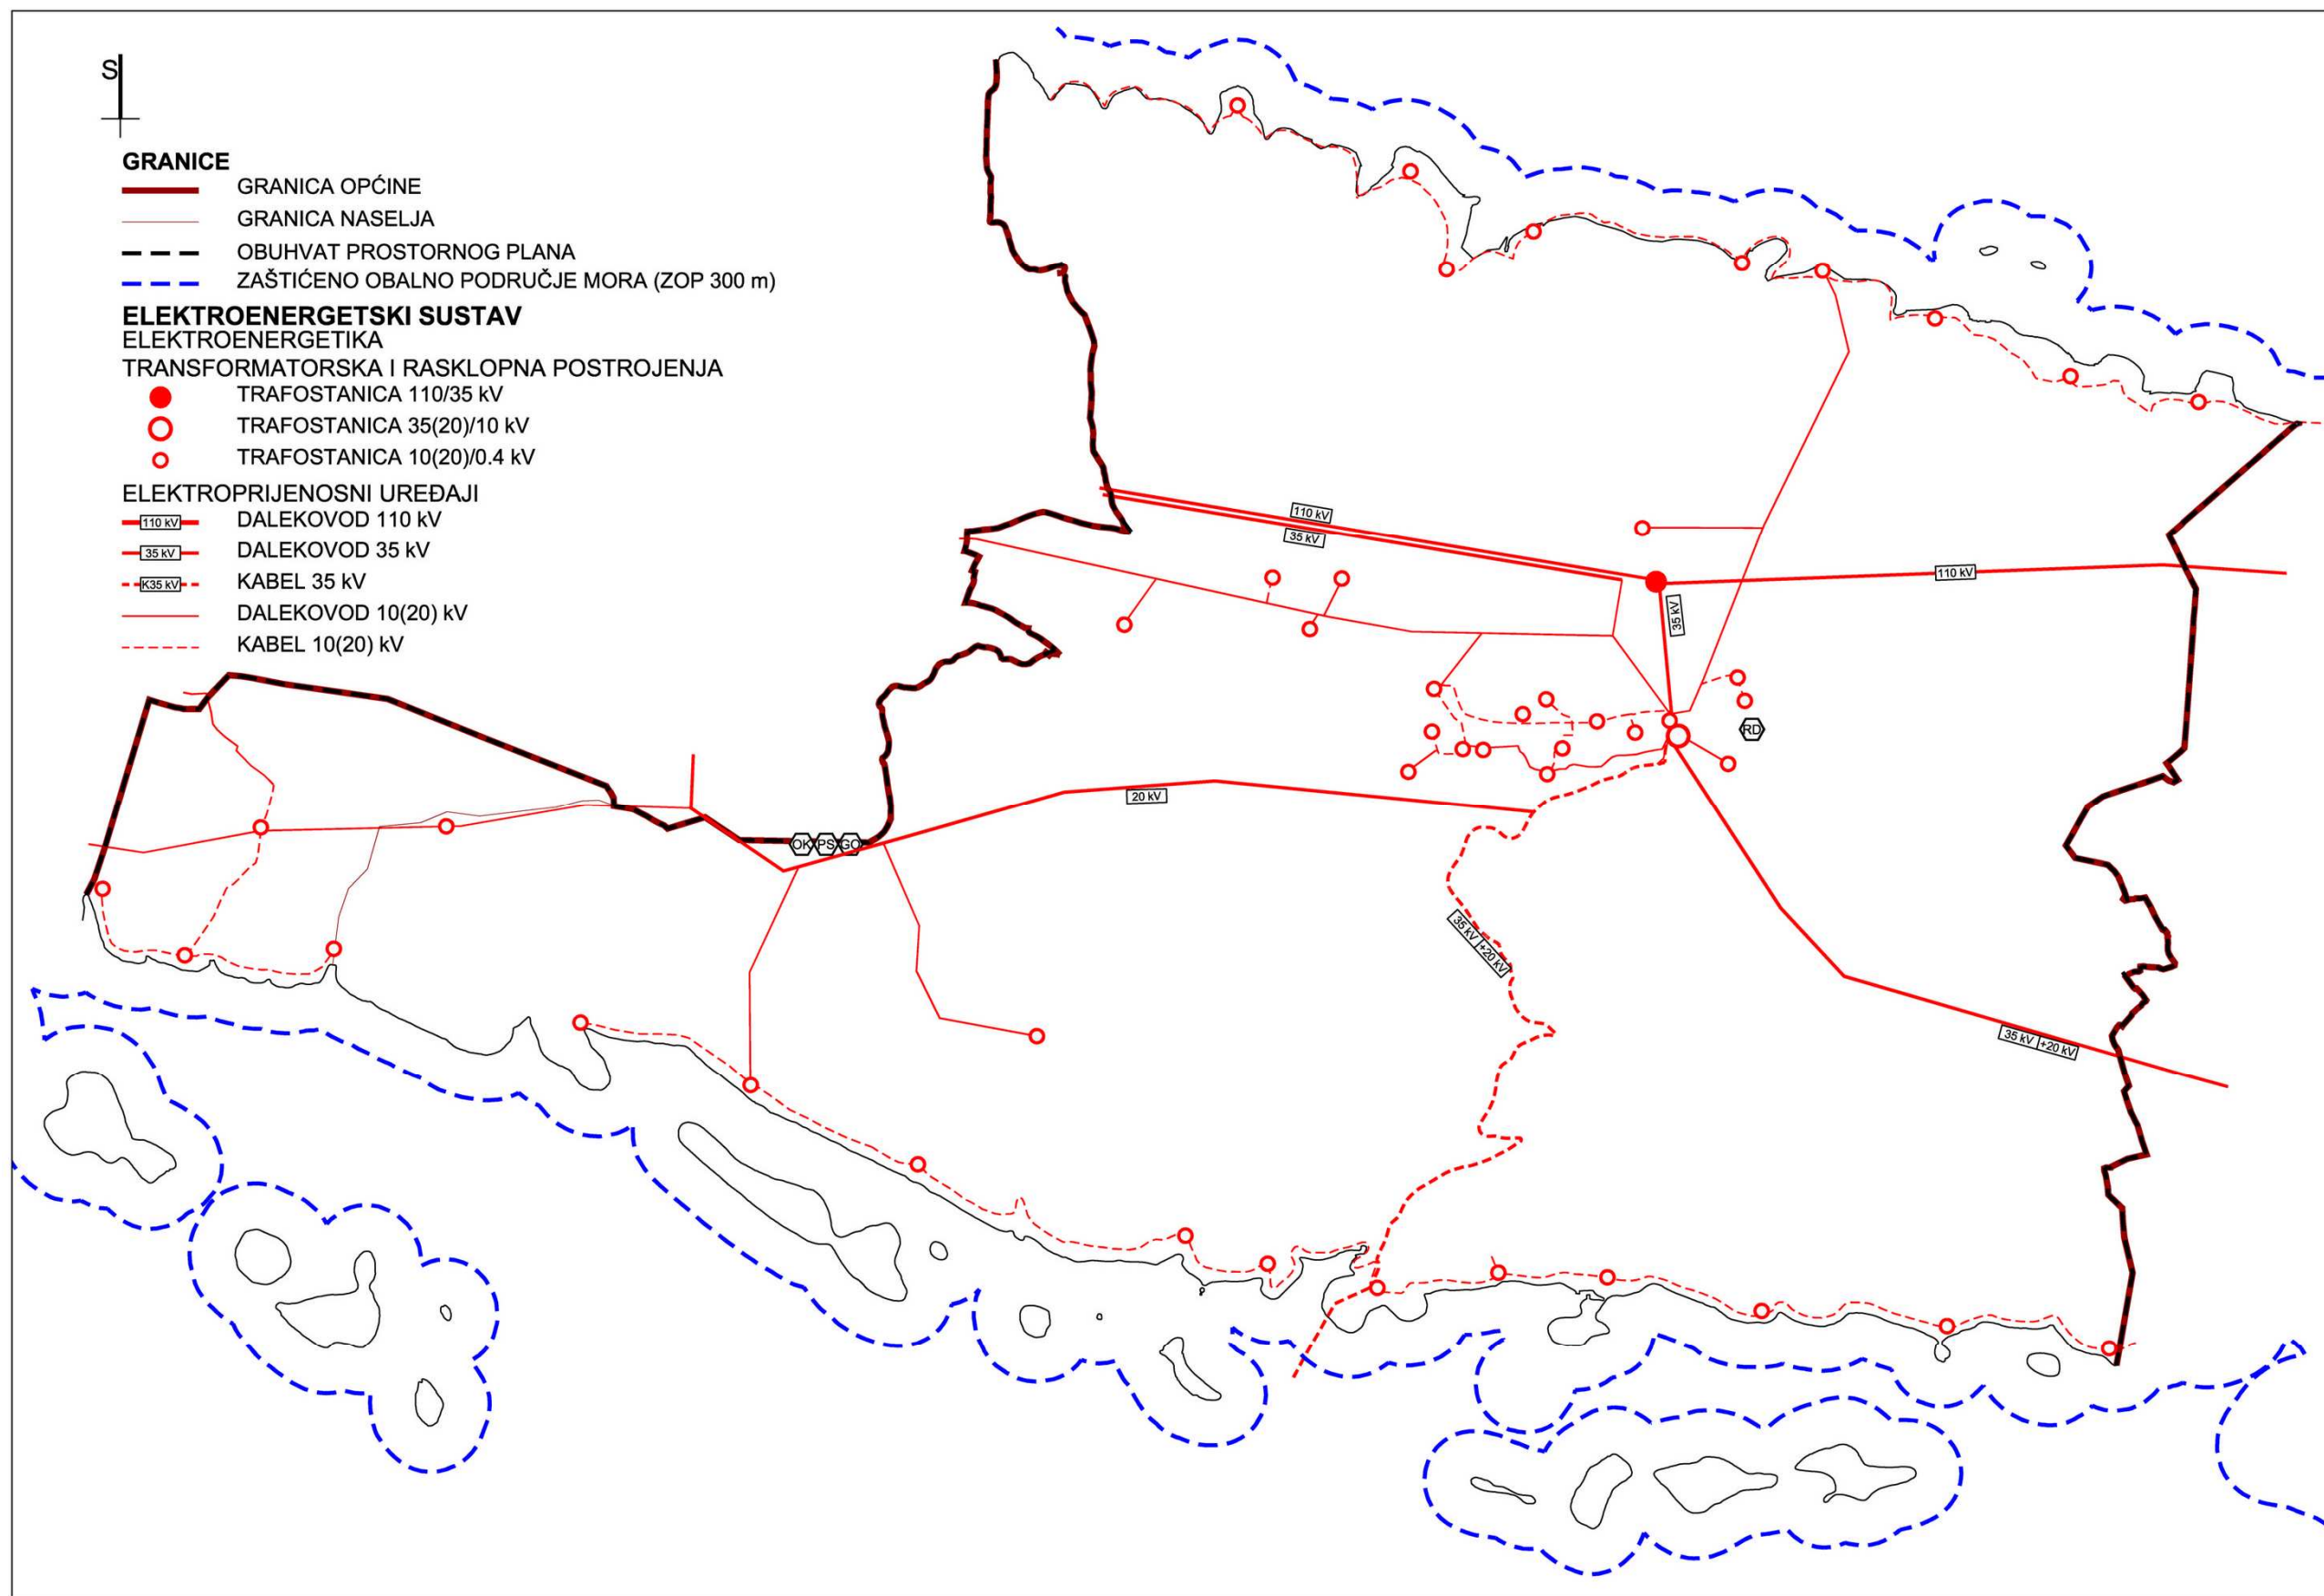 S
GRANICE
GRANICA OPĆINE
GRANICA NASELJA
OBUHVAT PROSTORNOG PLANA
ZAŠTIĆENO OBALNO PODRUČJE MORA (ZOP 300 m)
ELEKTROENERGETSKI SUSTAV
ELEKTROENERGETIKA
TRANSFORMATORSKA I RASKLOPNA POSTROJENJA
TRAFOSTANICA 110/35 kV
TRAFOSTANICA 35(20)/10 kV
TRAFOSTANICA 10(20)/0.4 kV
ELEKTROPRIJENOSNI UREĐAJI
110 kV DALEKOVOD 110 kV
35 kV DALEKOVOD 35 kV
K35 kV KABEL 35 kV
DALEKOVOD 10(20) kV
KABEL 10(20) kV
110 kV
35 kV
110 kV
35 kV
RD
20 kV
OK PS GO
35 kV +20 kV
35 kV +20 kV